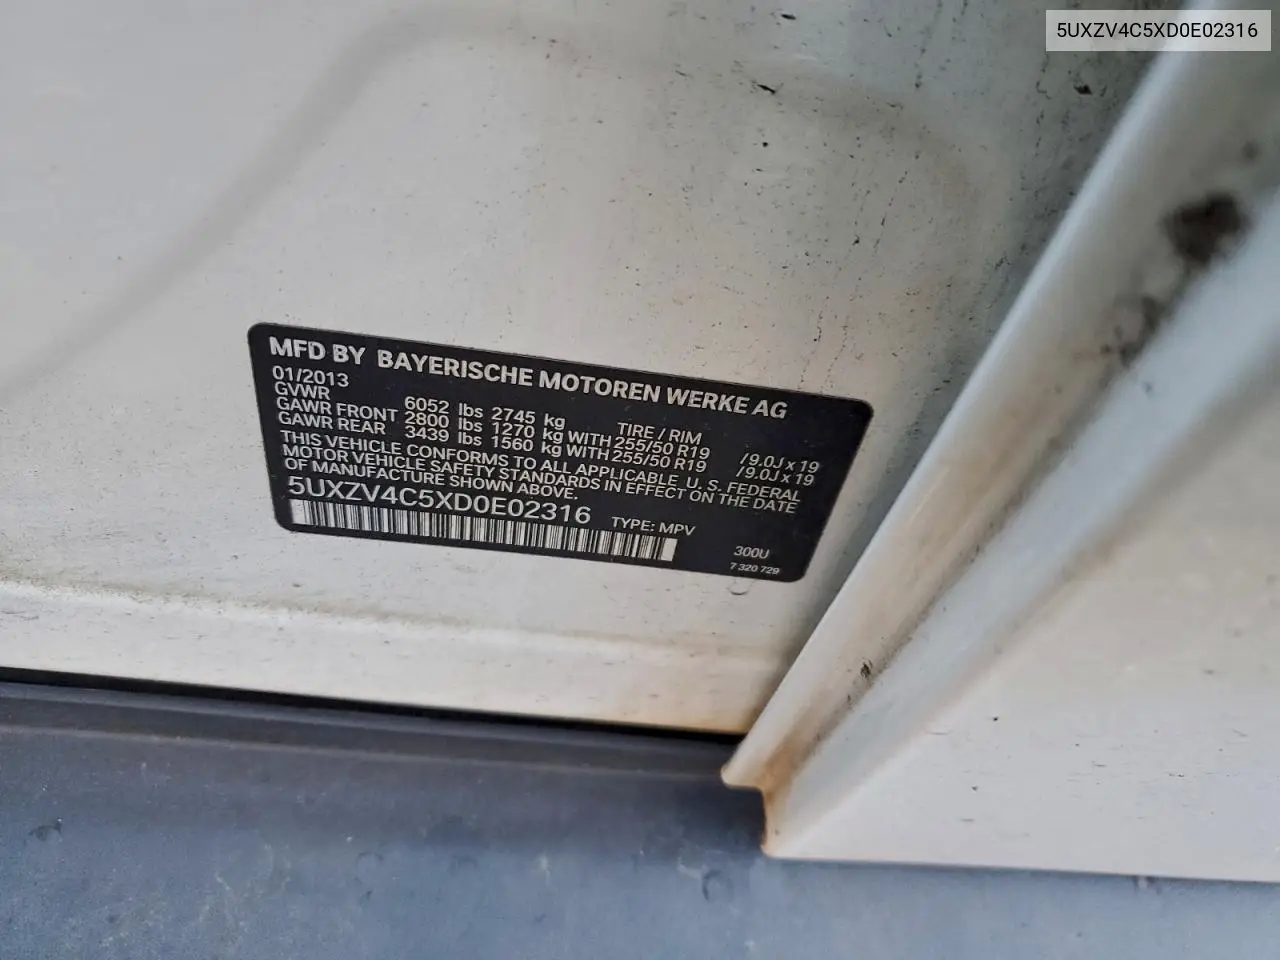 5UXZV4C5XD0E02316
MFD BY BAYERISCHE MOTOREN WERKE AG
01/2013
GVWR 6052 lbs 2745 kg TIRE / RIM
GAWR FRONT 2800 lbs 1270 kg WITH 255/50 R19 /9.0J x 19
GAWR REAR 3439 lbs 1560 kg WITH 255/50 R19 /9.0J x 19
THIS VEHICLE CONFORMS TO ALL APPLICABLE U. S. FEDERAL
MOTOR VEHICLE SAFETY STANDARDS IN EFFECT ON THE DATE
OF MANUFACTURE SHOWN ABOVE.
5UXZV4C5XD0E02316 TYPE: MPV
300U
7 320 729